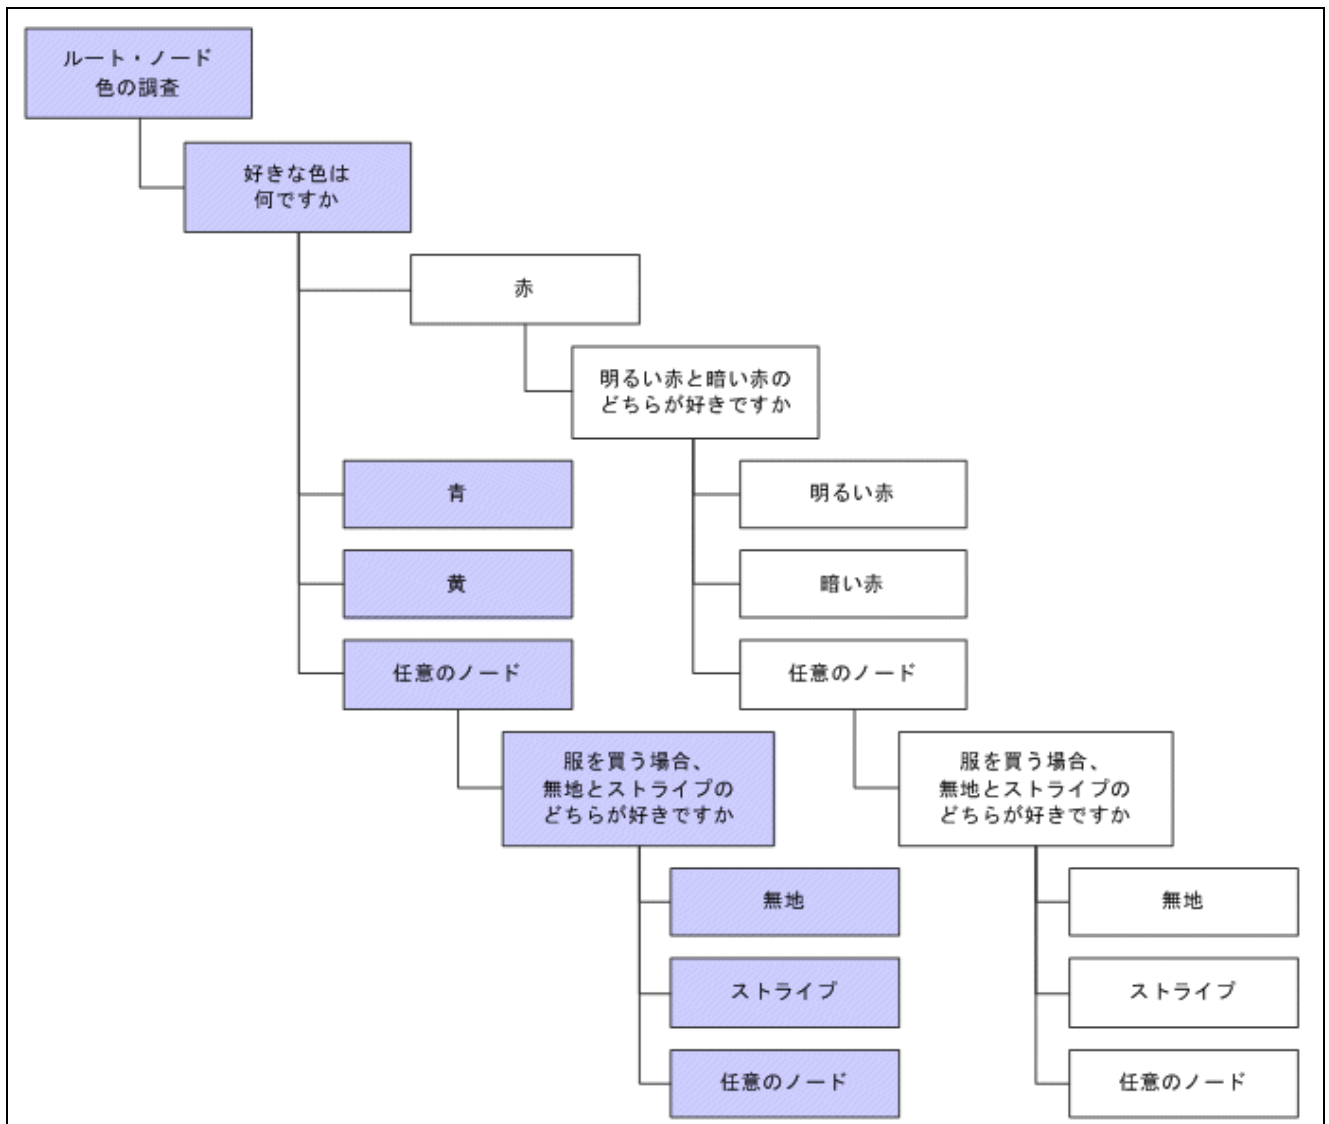 ルート・ノード
色の調査
好きな色は
何ですか
赤
明るい赤と暗い赤の
どちらが好きですか
青
明るい赤
黄
暗い赤
任意のノード
任意のノード
服を買う場合、
無地とストライプの
どちらが好きですか
服を買う場合、
無地とストライプの
どちらが好きですか
無地
無地
ストライプ
ストライプ
任意のノード
任意のノード